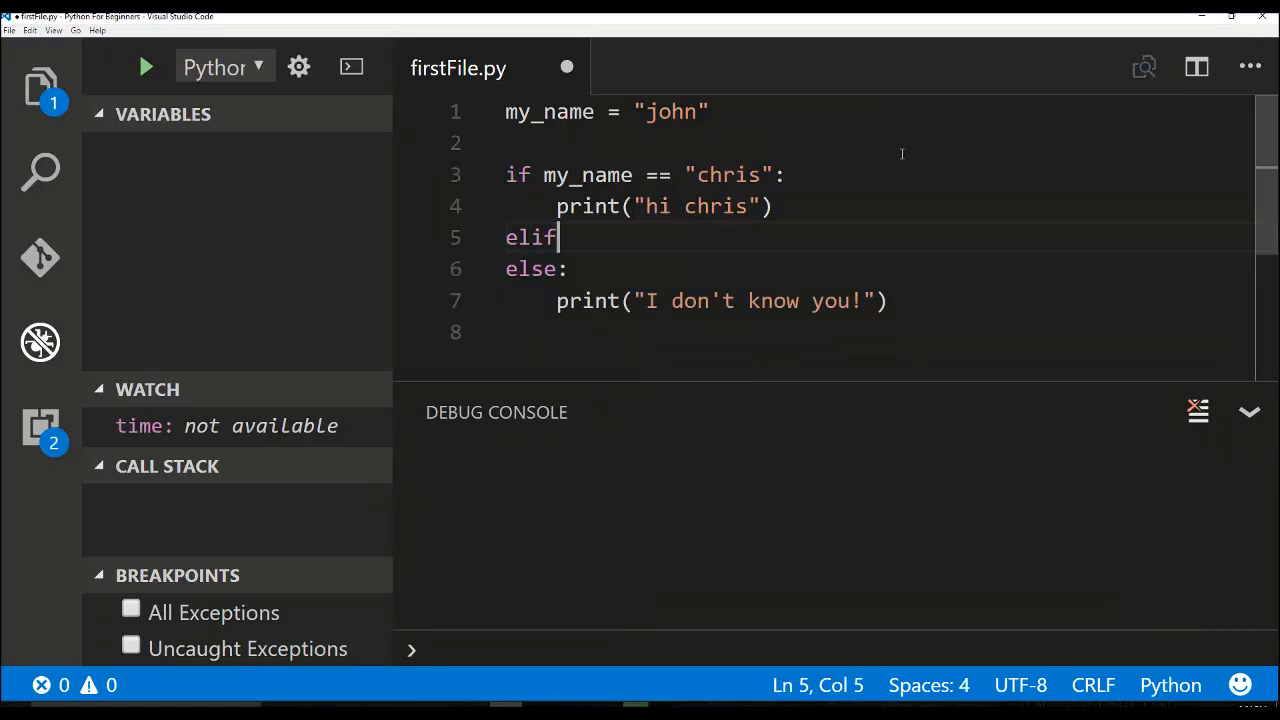 firstFile.py - Python For Beginners - Visual Studio Code
File Edit View Go Help
Python
firstFile.py
VARIABLES
1 my_name = "john"
2
3 if my_name == "chris":
4 print("hi chris")
5 elif
6 else:
7 print("I don't know you!")
8
1
2
WATCH
time: not available
CALL STACK
BREAKPOINTS
All Exceptions
Uncaught Exceptions
DEBUG CONSOLE
0 0 Ln 5, Col 5 Spaces: 4 UTF-8 CRLF Python